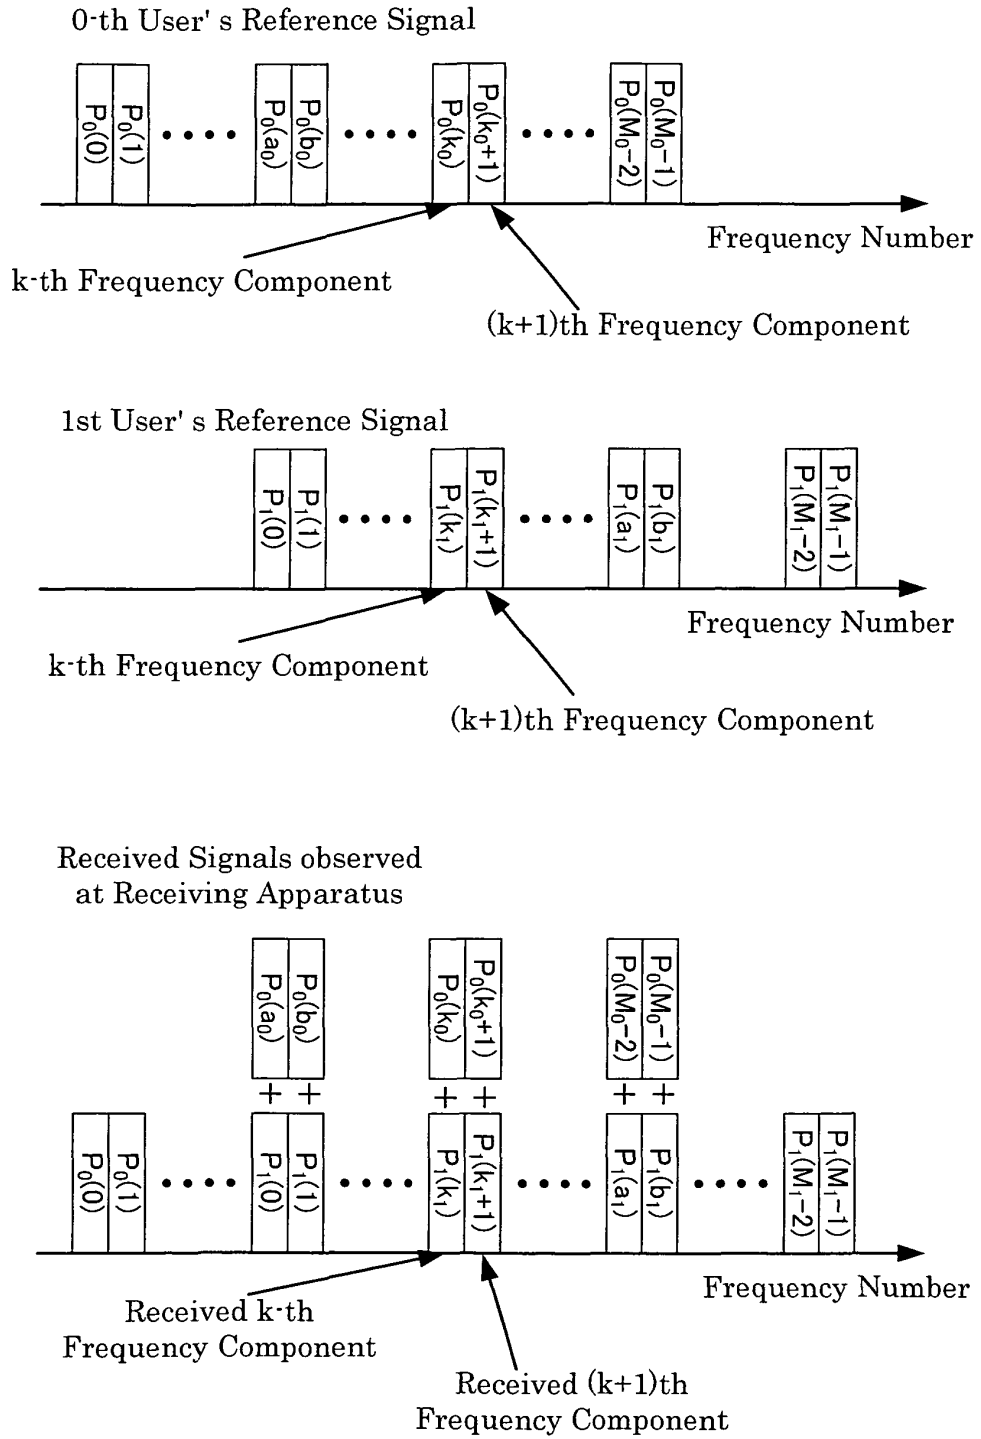 0-th User's Reference Signal
P₀(0) P₀(1) •••• P₀(a₀) P₀(b₀) •••• P₀(k₀) P₀(k₀+1) •••• P₀(M₀-2) P₀(M₀-1)
Frequency Number
k-th Frequency Component
(k+1)th Frequency Component
1st User's Reference Signal
P₁(0) P₁(1) •••• P₁(k₁) P₁(k₁+1) •••• P₁(a₁) P₁(b₁) P₁(M₁-2) P₁(M₁-1)
Frequency Number
k-th Frequency Component
(k+1)th Frequency Component
Received Signals observed
at Receiving Apparatus
P₀(a₀) P₀(b₀) P₀(k₀) P₀(k₀+1) P₀(M₀-2) P₀(M₀-1)
+ + + + + +
P₀(0) P₀(1) •••• P₁(0) P₁(1) •••• P₁(k₁) P₁(k₁+1) •••• P₁(a₁) P₁(b₁) •••• P₁(M₁-2) P₁(M₁-1)
Frequency Number
Received k-th
Frequency Component
Received (k+1)th
Frequency Component